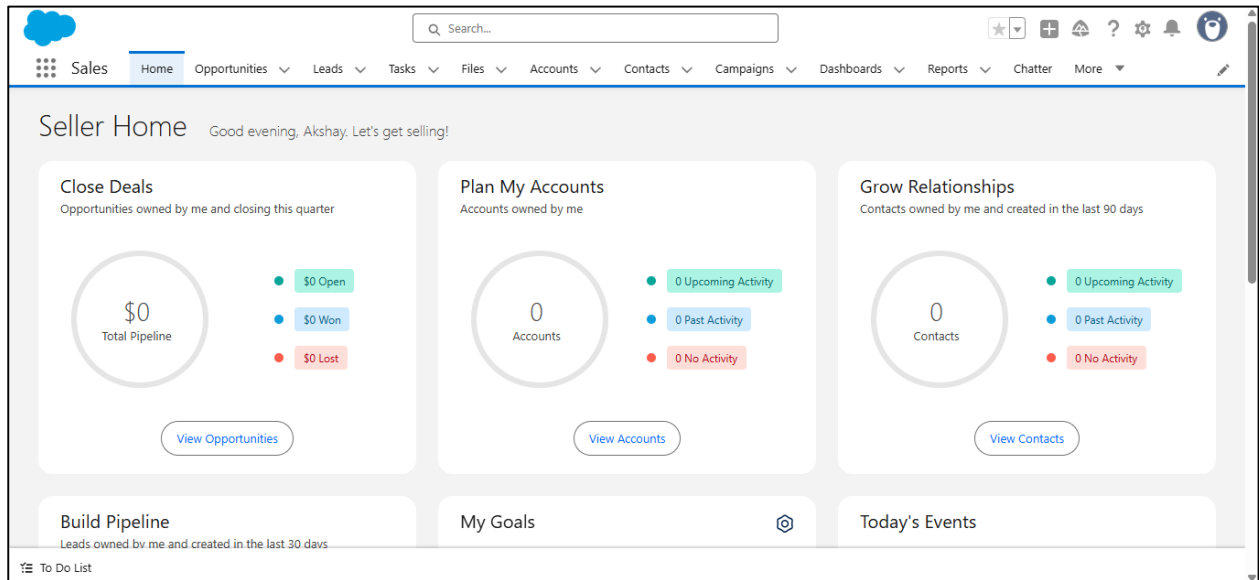 Search...
Sales Home Opportunities Leads Tasks Files Accounts Contacts Campaigns Dashboards Reports Chatter More
Seller Home Good evening, Akshay. Let's get selling!
Close Deals
Opportunities owned by me and closing this quarter
$0
Total Pipeline
$0 Open
$0 Won
$0 Lost
View Opportunities
Plan My Accounts
Accounts owned by me
0
Accounts
0 Upcoming Activity
0 Past Activity
0 No Activity
View Accounts
Grow Relationships
Contacts owned by me and created in the last 90 days
0
Contacts
0 Upcoming Activity
0 Past Activity
0 No Activity
View Contacts
Build Pipeline
Leads owned by me and created in the last 30 days
My Goals
Today's Events
To Do List